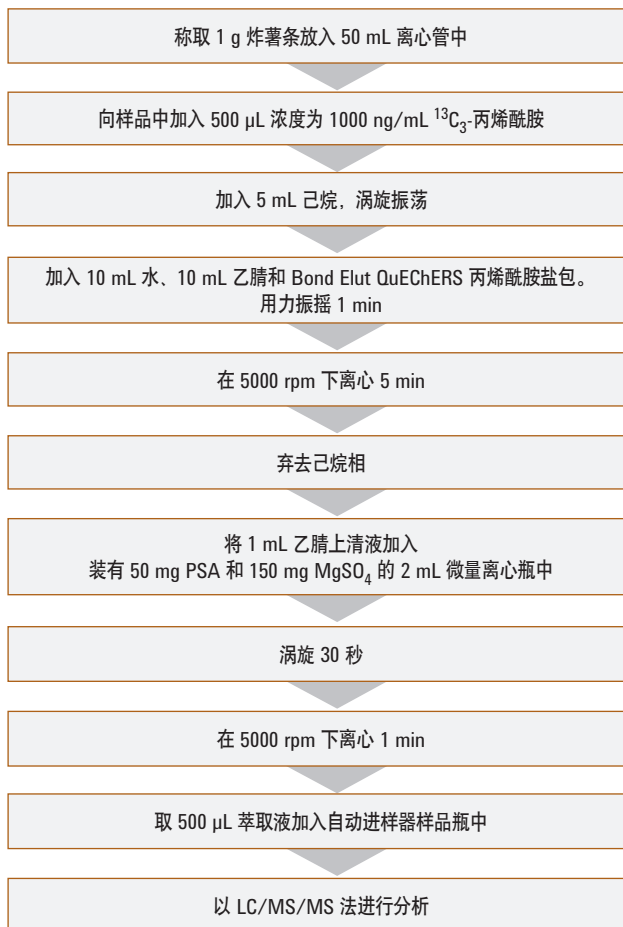 称取 1 g 炸薯条放入 50 mL 离心管中
向样品中加入 500 µL 浓度为 1000 ng/mL ¹³C₃-丙烯酰胺
加入 5 mL 己烷，涡旋振荡
加入 10 mL 水、10 mL 乙腈和 Bond Elut QuEChERS 丙烯酰胺盐包。
用力振摇 1 min
在 5000 rpm 下离心 5 min
弃去己烷相
将 1 mL 乙腈上清液加入
装有 50 mg PSA 和 150 mg MgSO₄ 的 2 mL 微量离心瓶中
涡旋 30 秒
在 5000 rpm 下离心 1 min
取 500 µL 萃取液加入自动进样器样品瓶中
以 LC/MS/MS 法进行分析